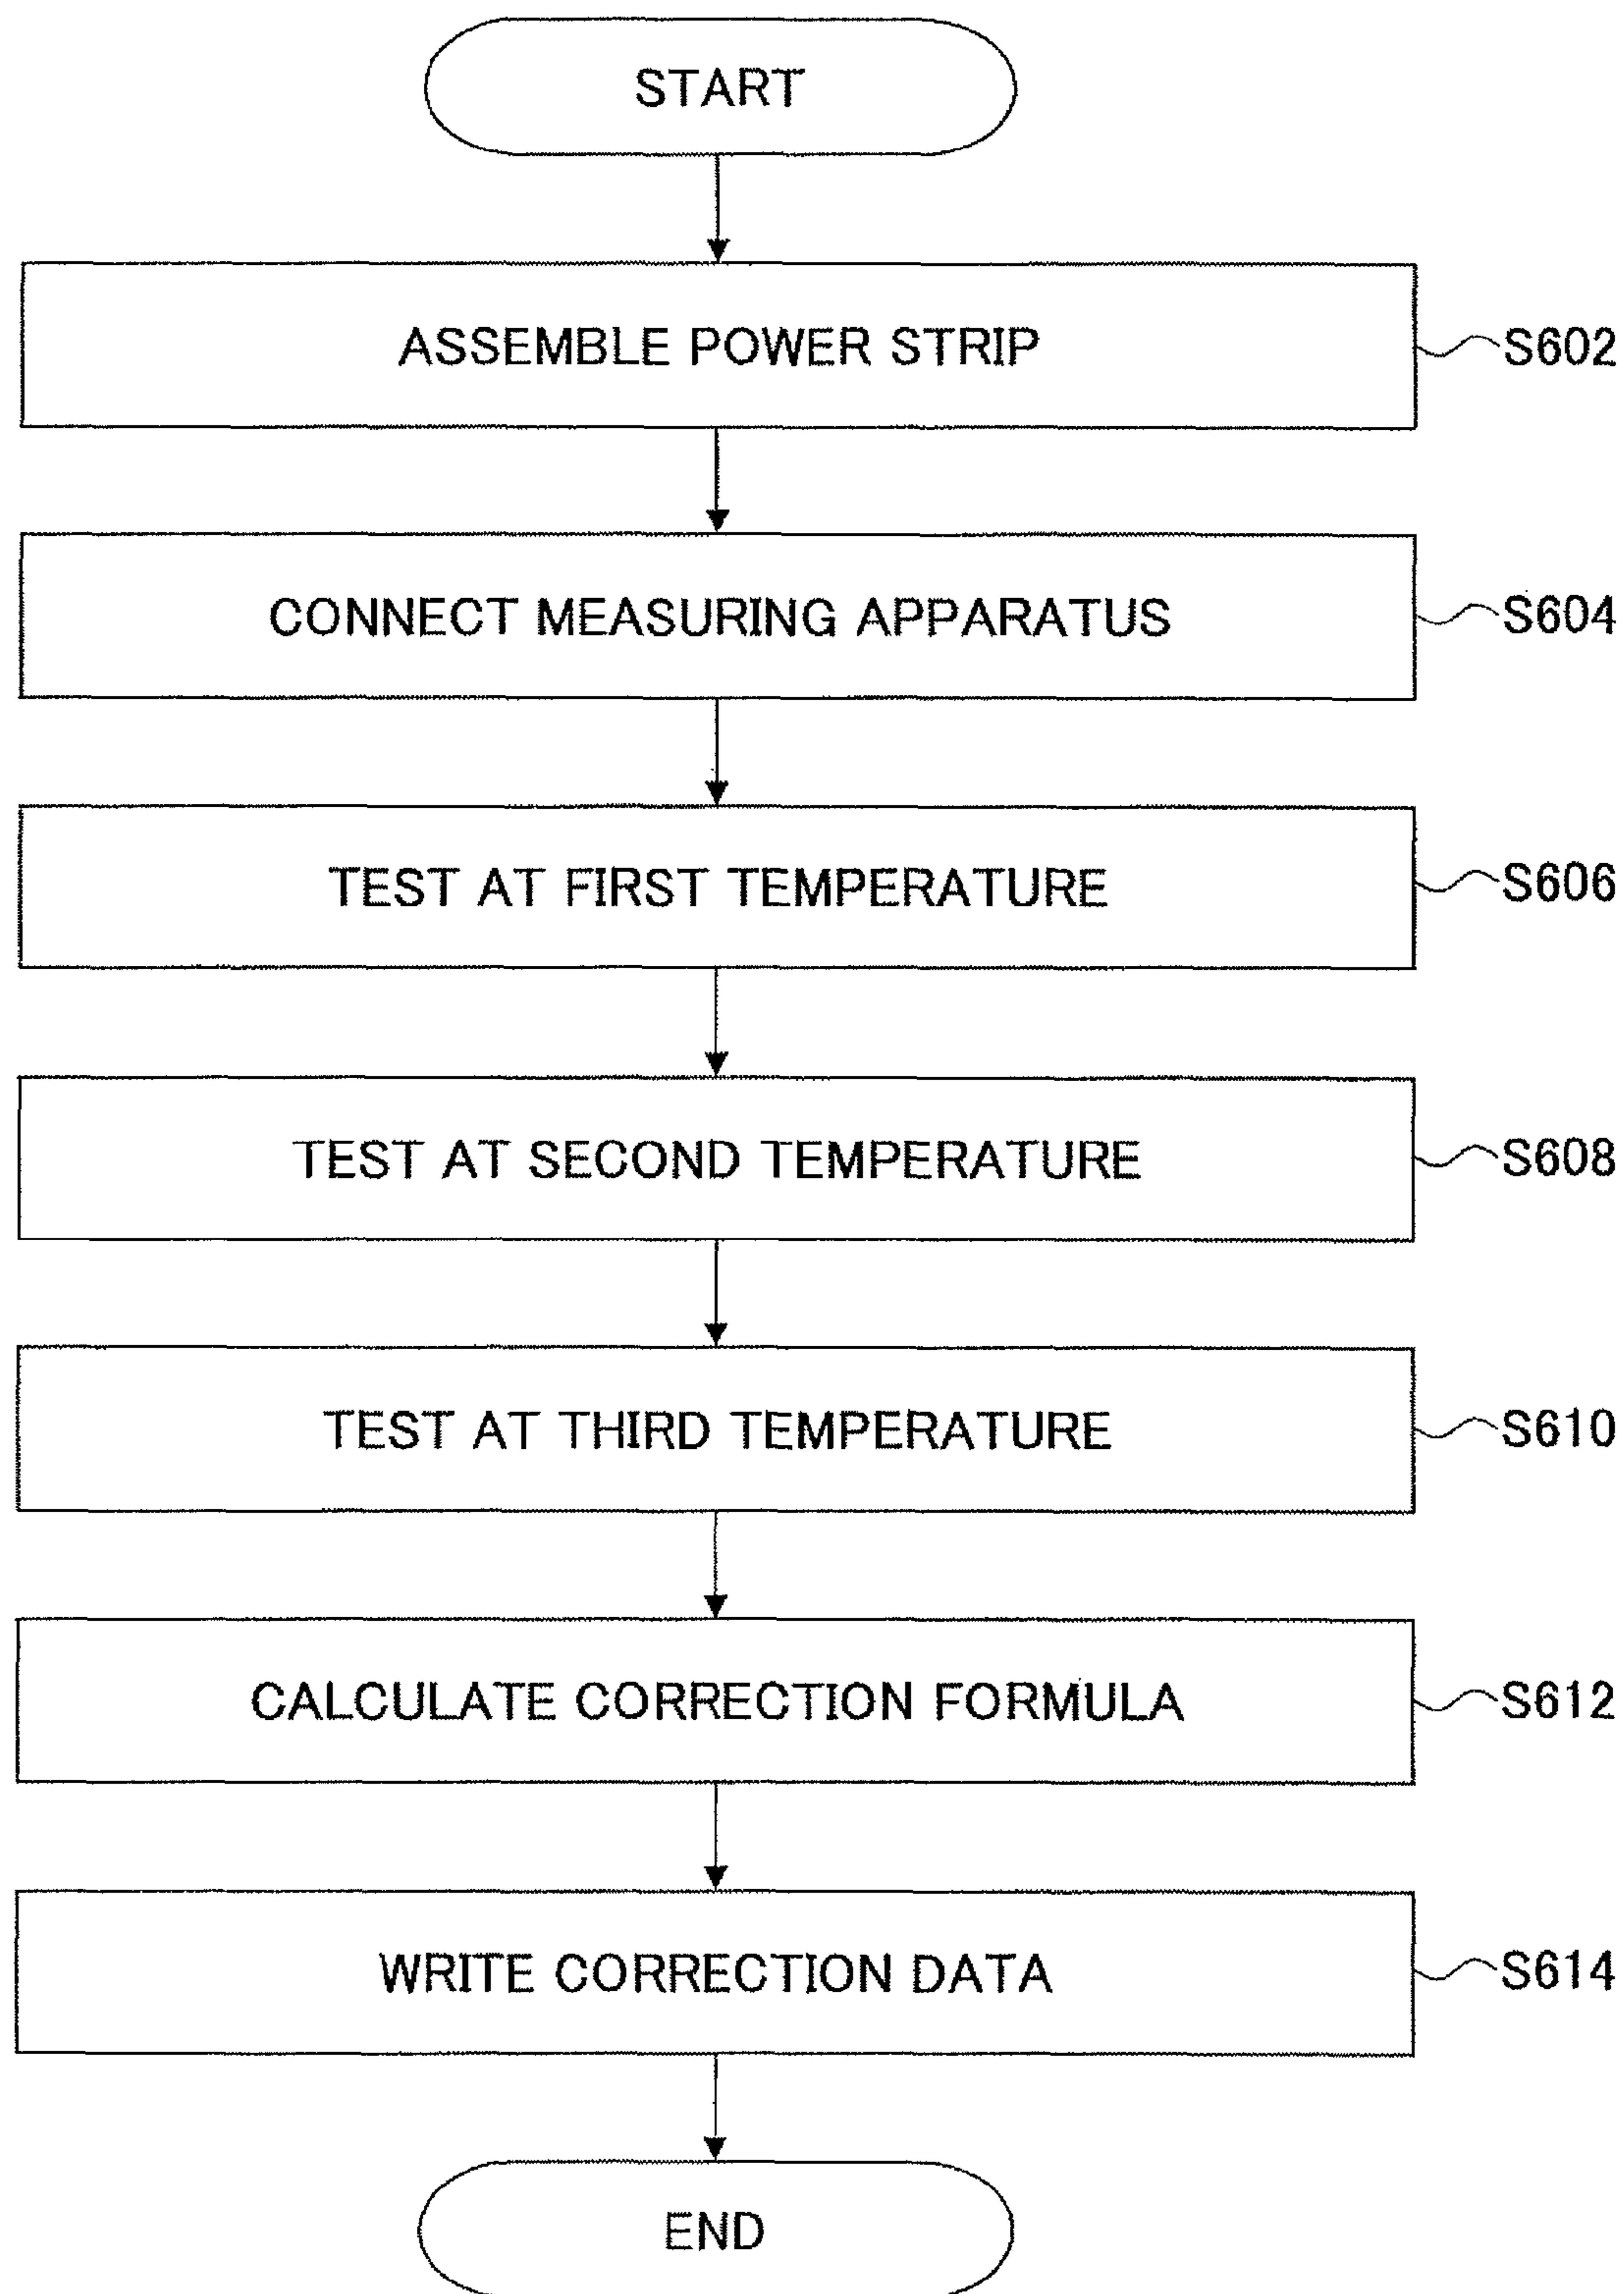 START
ASSEMBLE POWER STRIP
S602
CONNECT MEASURING APPARATUS
S604
TEST AT FIRST TEMPERATURE
S606
TEST AT SECOND TEMPERATURE
S608
TEST AT THIRD TEMPERATURE
S610
CALCULATE CORRECTION FORMULA
S612
WRITE CORRECTION DATA
S614
END